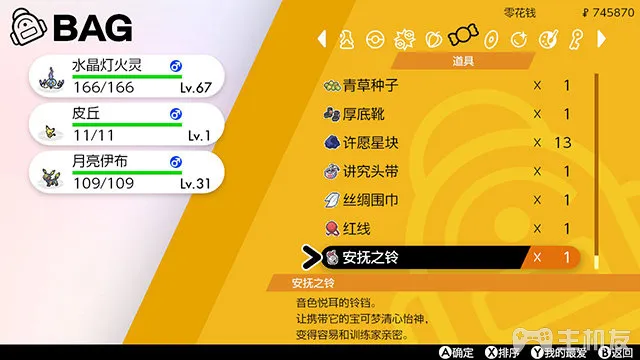 零花钱 ₽ 745870
BAG
道具
水晶灯火灵 ♂
166/166 Lv.67
皮丘 ♂
11/11 Lv.1
月亮伊布 ♂
109/109 Lv.31
青草种子 × 1
厚底靴 × 1
许愿星块 × 13
讲究头带 × 1
丝绸围巾 × 1
红线 × 1
安抚之铃 × 1
安抚之铃
音色悦耳的铃铛。
让携带它的宝可梦清心怡神，
变得容易和训练家亲密。
主机友
A确定 X排序 Y我的最爱 B返回